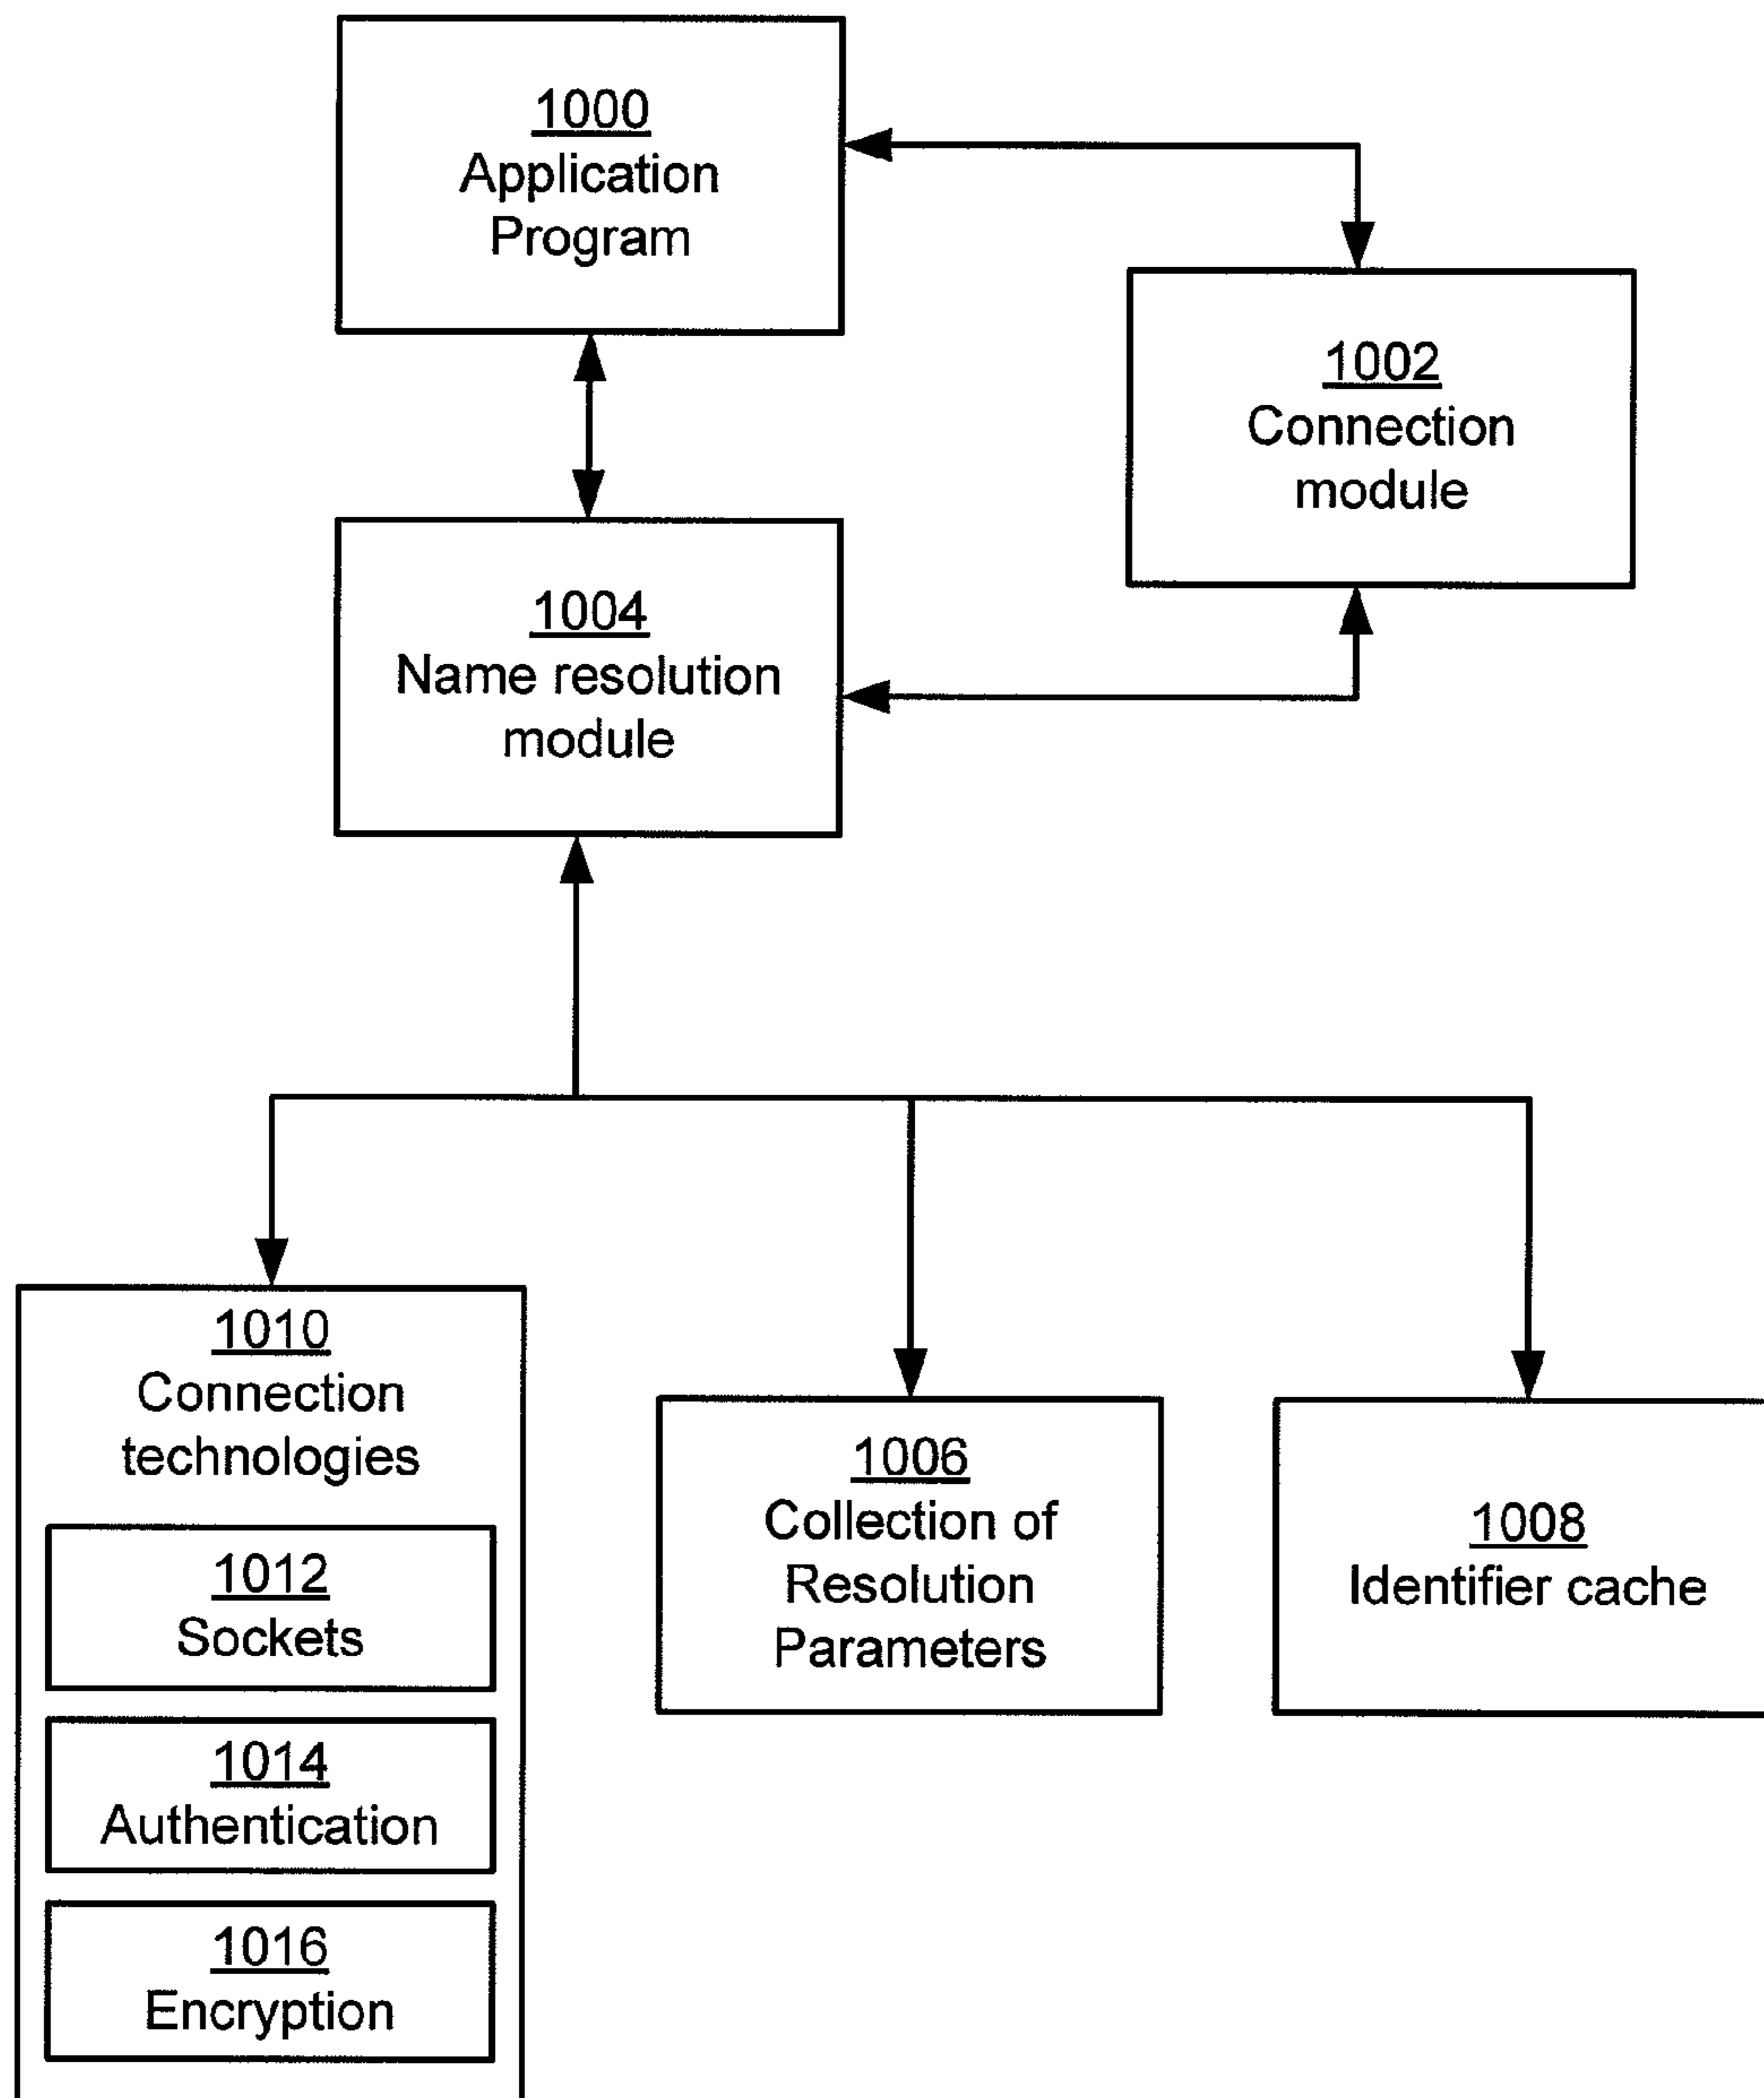 1000
Application
Program
1002
Connection
module
1004
Name resolution
module
1010
Connection
technologies
1012
Sockets
1014
Authentication
1016
Encryption
1006
Collection of
Resolution
Parameters
1008
Identifier cache